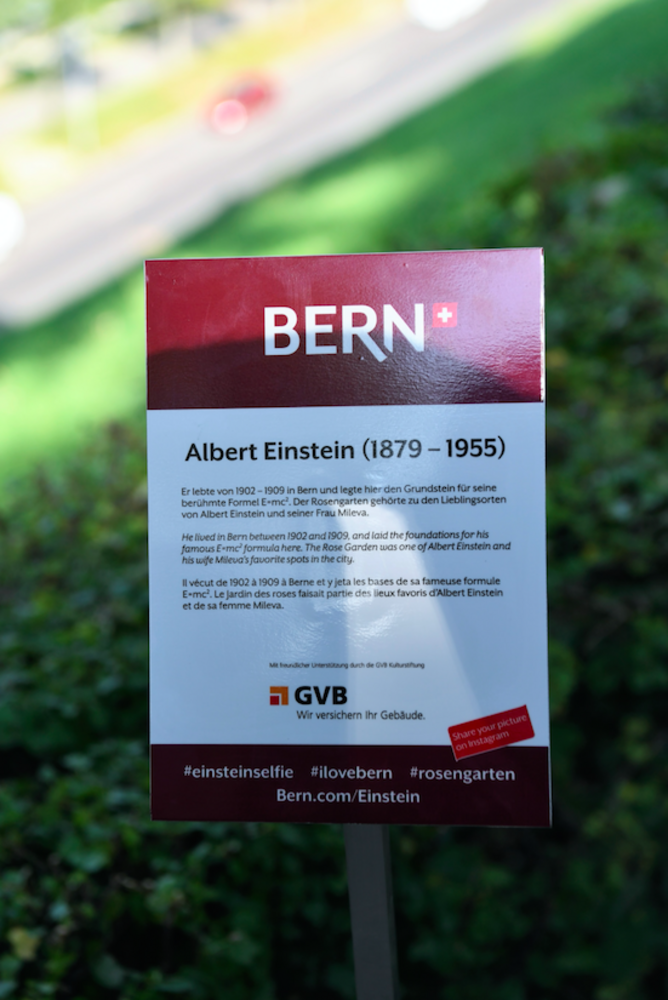 BERN
Albert Einstein (1879 – 1955)
Er lebte von 1902 – 1909 in Bern und legte hier den Grundstein für seine
berühmte Formel E=mc². Der Rosengarten gehörte zu den Lieblingsorten
von Albert Einstein und seiner Frau Mileva.
He lived in Bern between 1902 and 1909, and laid the foundations for his
famous E=mc² formula here. The Rose Garden was one of Albert Einstein and
his wife Mileva's favorite spots in the city.
Il vécut de 1902 à 1909 à Berne et y jeta les bases de sa fameuse formule
E=mc². Le Jardin des roses faisait partie des lieux favoris d'Albert Einstein
et de sa femme Mileva.
Mit freundlicher Unterstützung durch die GVB Kulturstiftung
GVB
Wir versichern Ihr Gebäude.
Share your picture
on Instagram
#einsteinselfie #ilovebern #rosengarten
Bern.com/Einstein